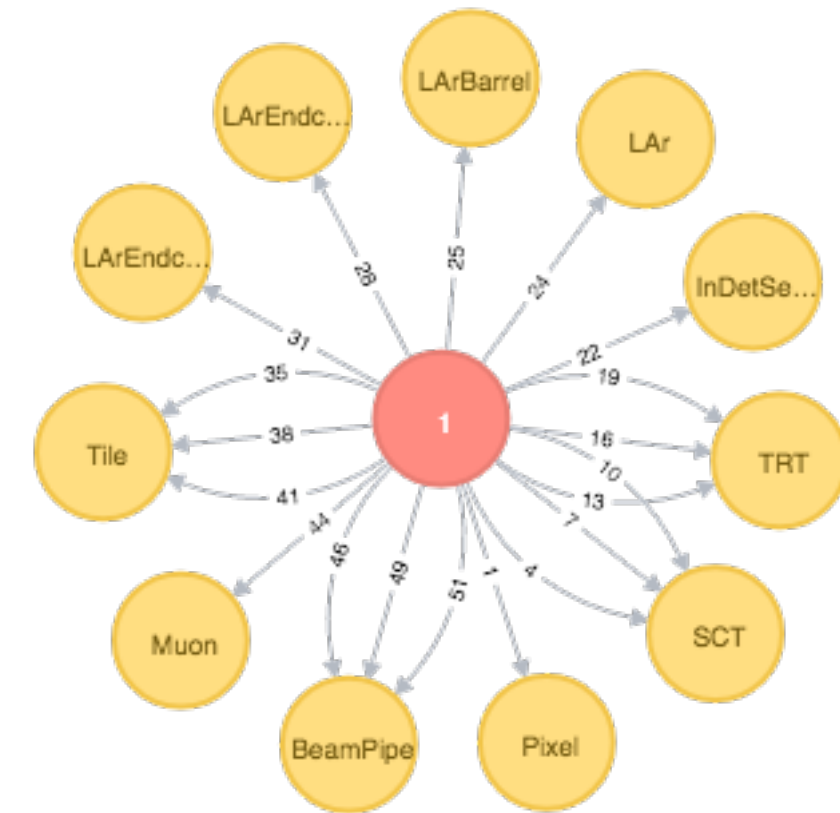 LArBarrel
LArEndc...
LAr
LArEndc...
InDetSe...
28
25
24
31
22
35
19
1
38
16
Tile
TRT
10
41
13
44
7
46
49
51
1
4
Muon
SCT
BeamPipe
Pixel